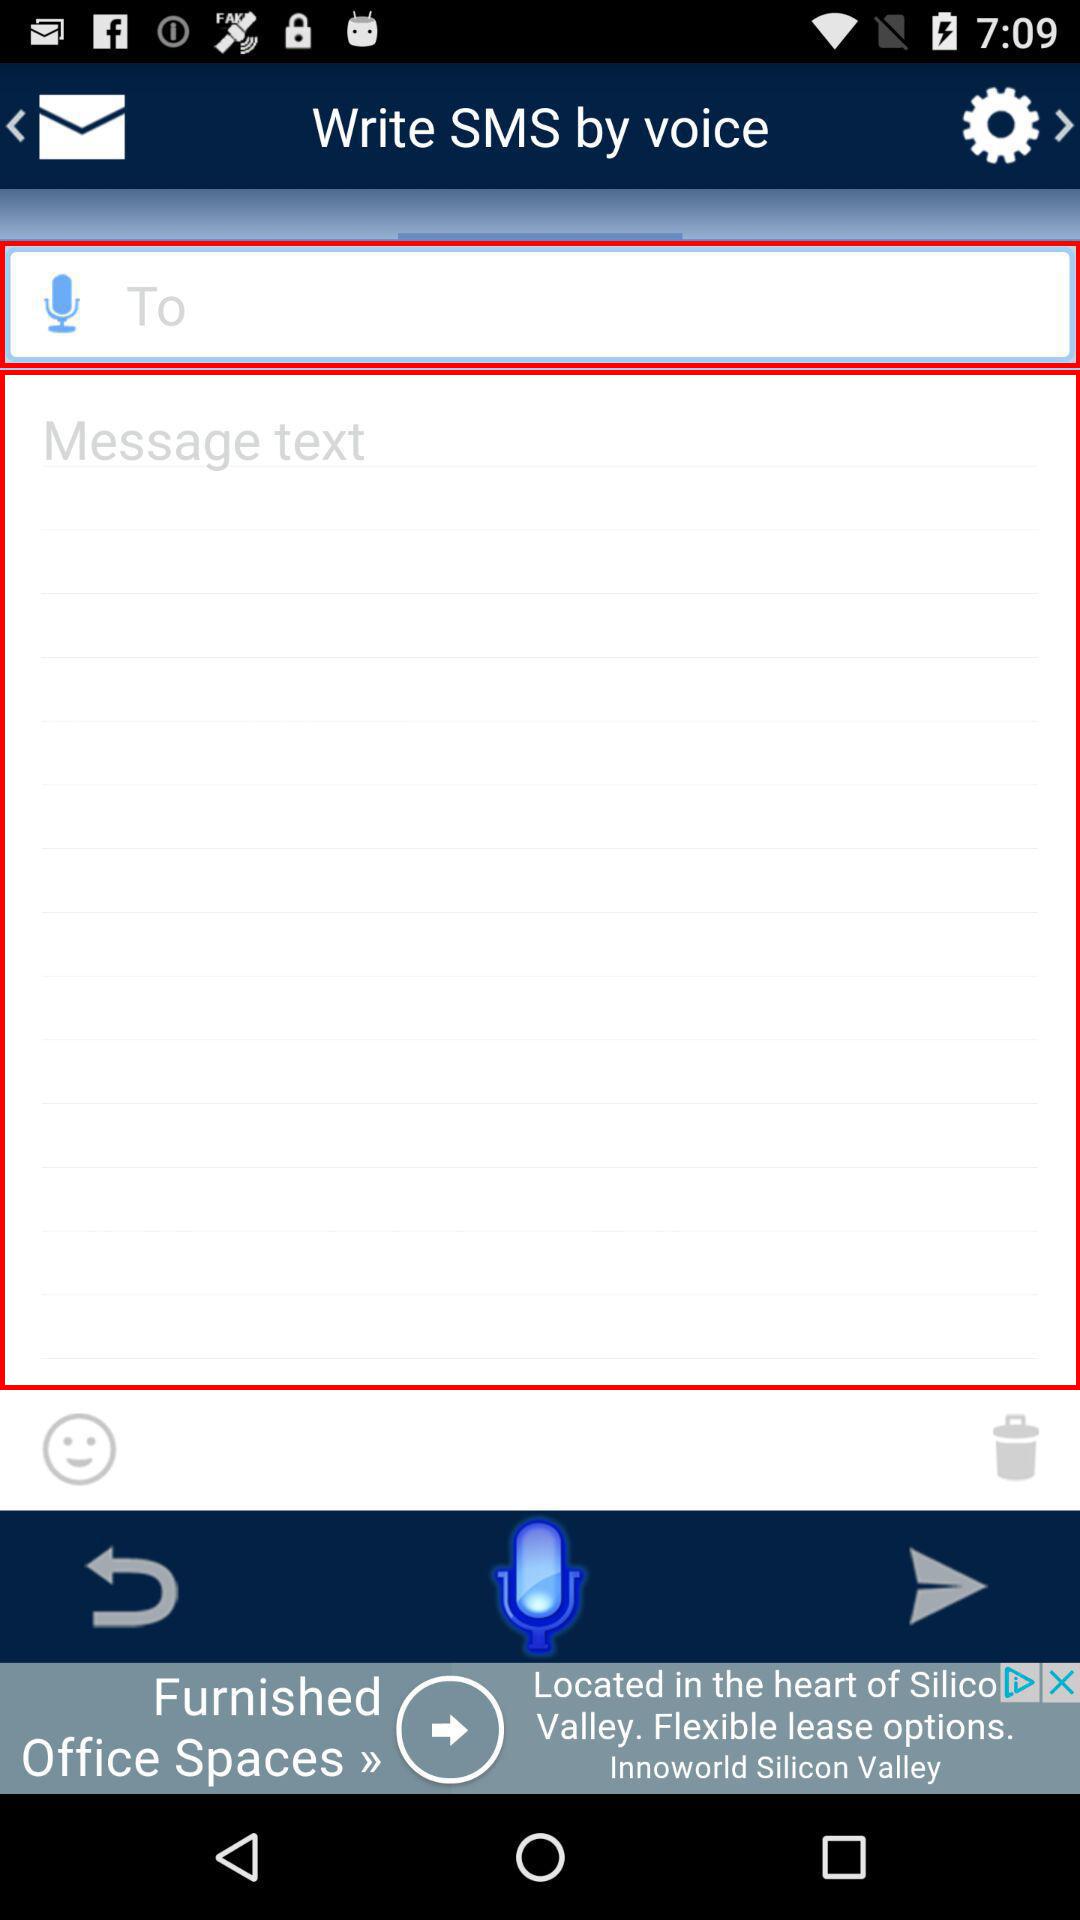 FAKE
7:09
Write SMS by voice
To
Message text
Furnished
Office Spaces »
Located in the heart of Silico
Valley. Flexible lease options.
Innoworld Silicon Valley